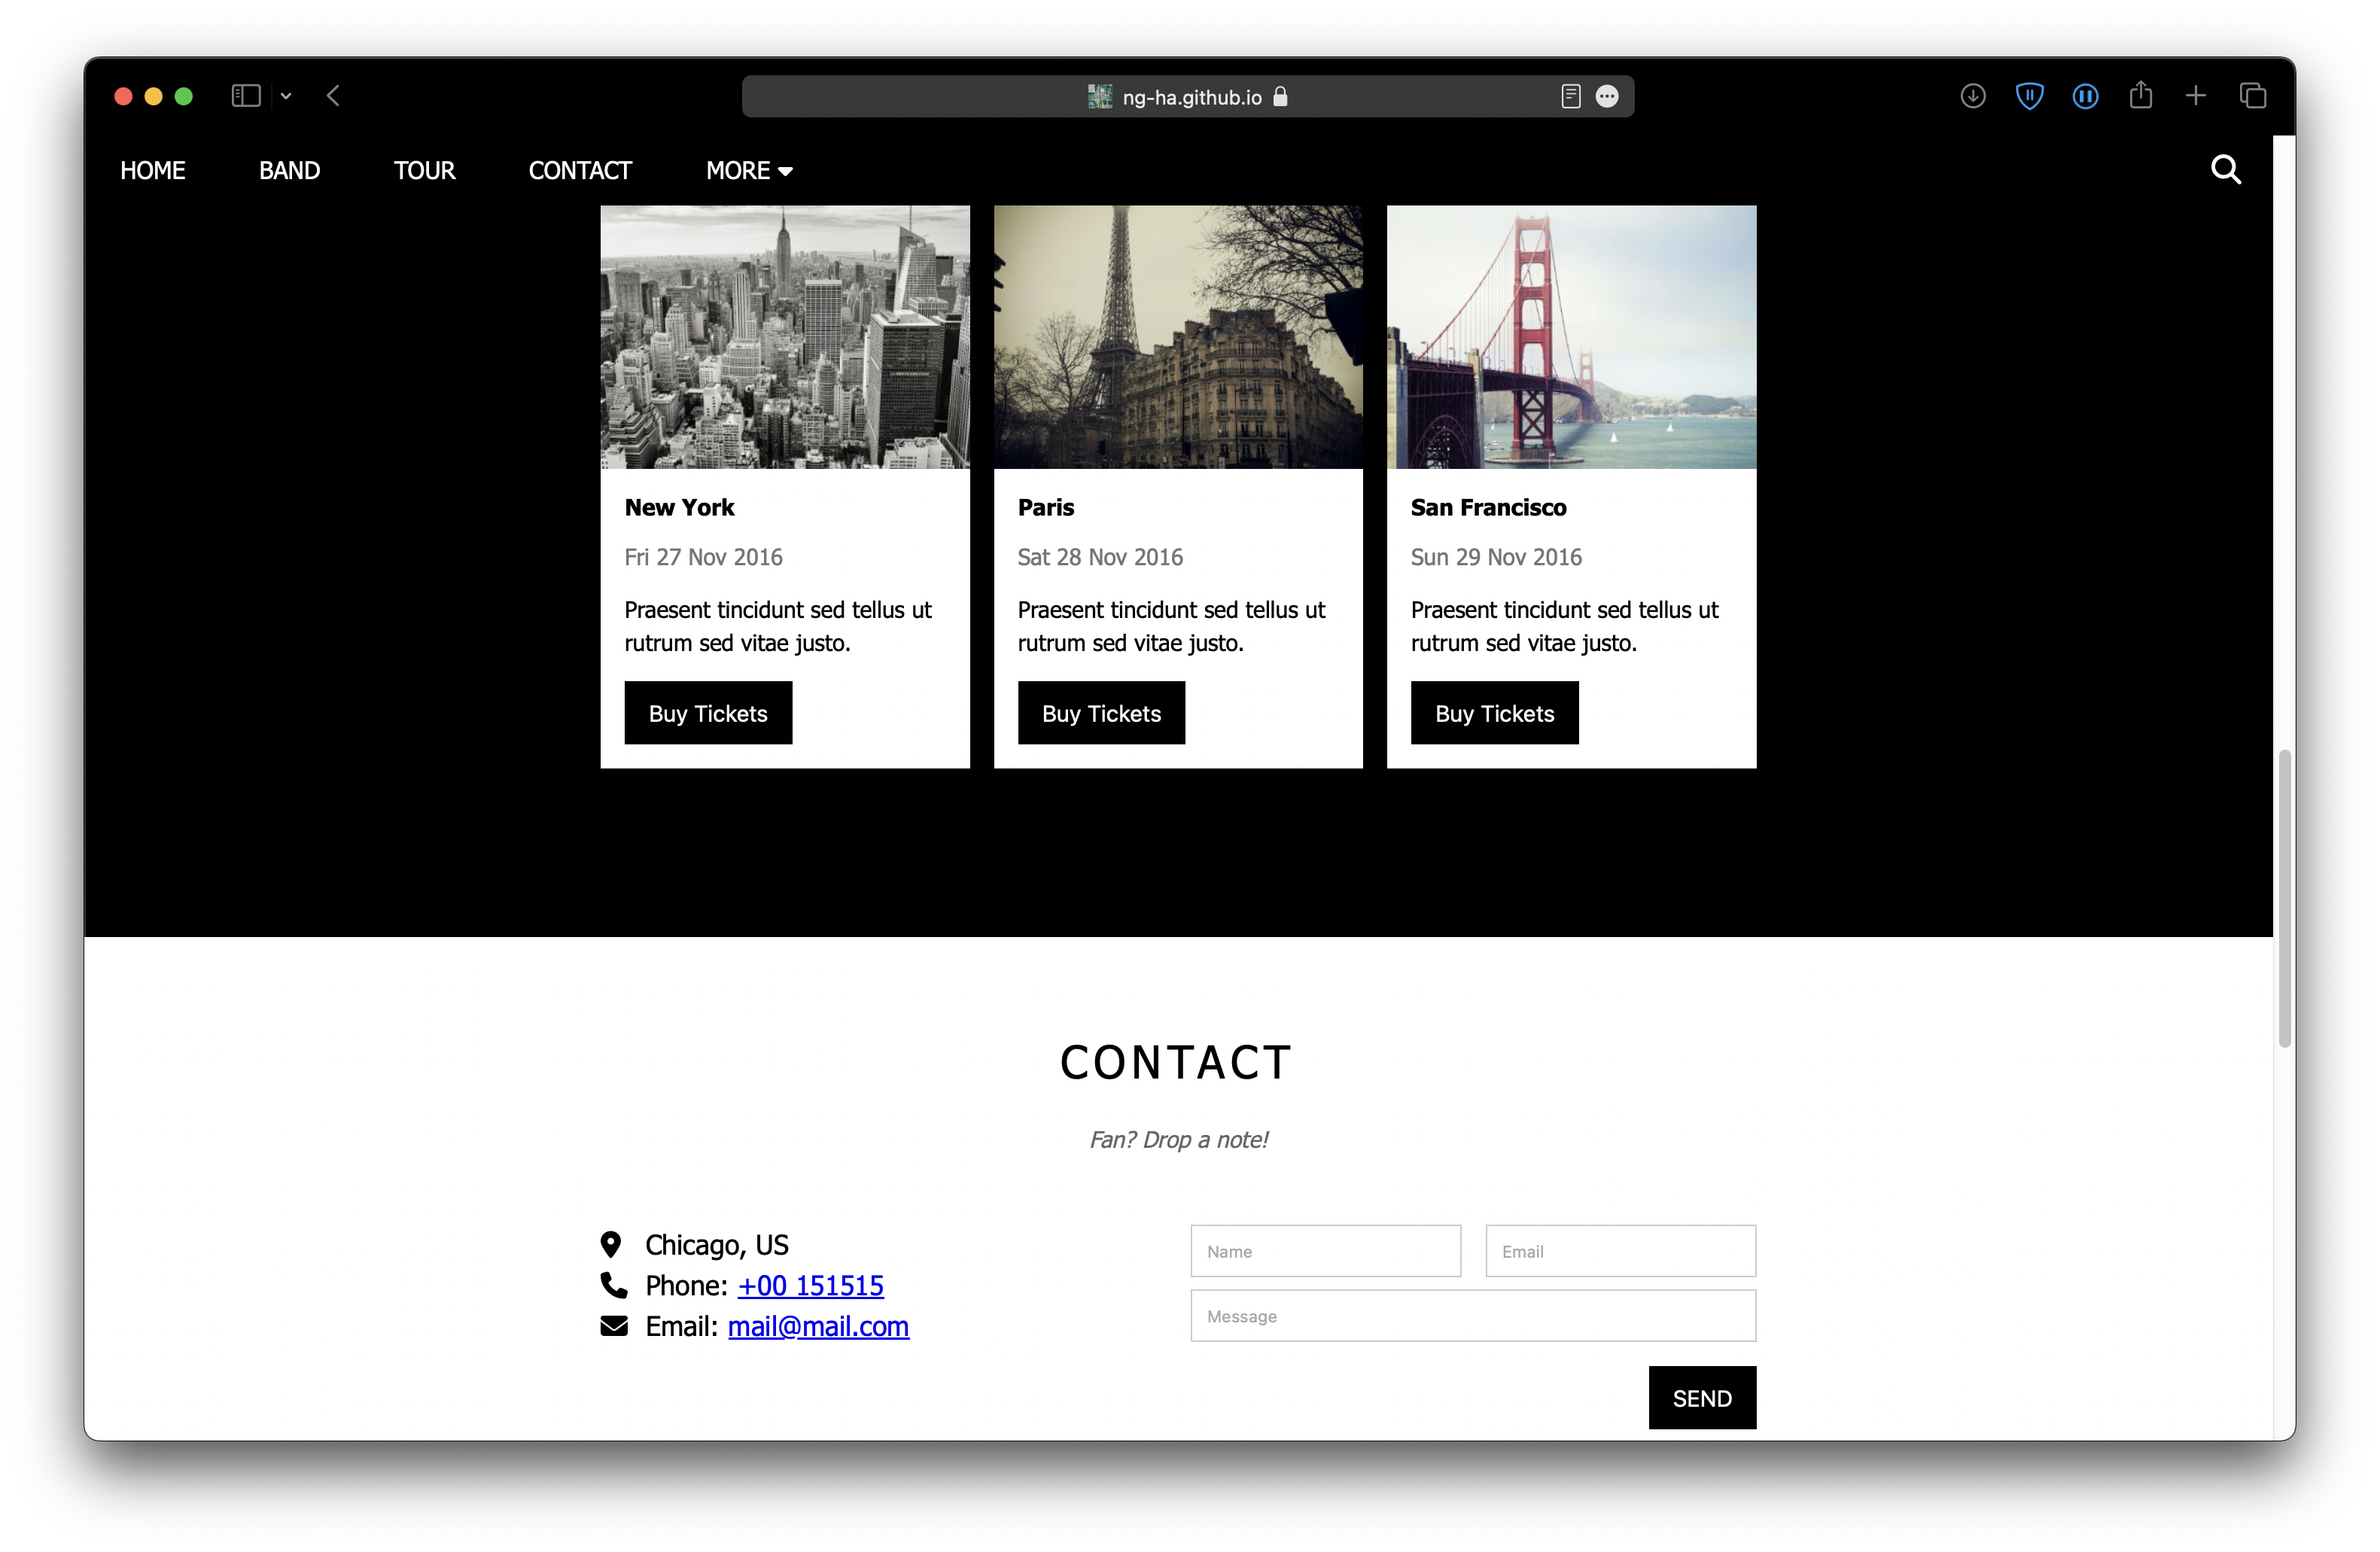 ng-ha.github.io
HOME BAND TOUR CONTACT MORE
New York
Fri 27 Nov 2016
Praesent tincidunt sed tellus ut
rutrum sed vitae justo.
Buy Tickets
Paris
Sat 28 Nov 2016
Praesent tincidunt sed tellus ut
rutrum sed vitae justo.
Buy Tickets
San Francisco
Sun 29 Nov 2016
Praesent tincidunt sed tellus ut
rutrum sed vitae justo.
Buy Tickets
CONTACT
Fan? Drop a note!
Chicago, US
Phone: +00 151515
Email: mail@mail.com
Name
Email
Message
SEND